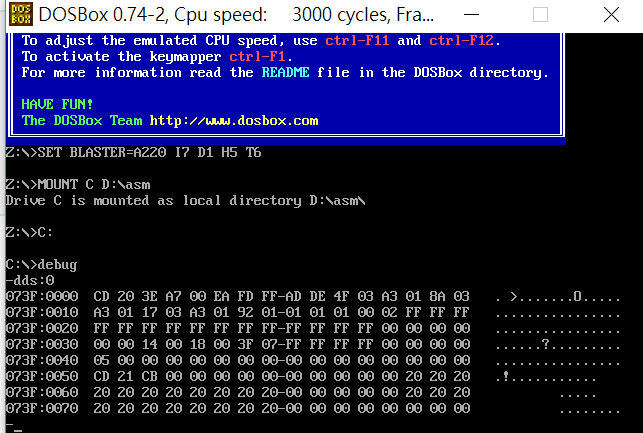 DOSBox 0.74-2, Cpu speed:    3000 cycles, Fra...
DOS
BOX
To adjust the emulated CPU speed, use ctrl-F11 and ctrl-F12.
To activate the keymapper ctrl-F1.
For more information read the README file in the DOSBox directory.
HAVE FUN!
The DOSBox Team http://www.dosbox.com
Z:\>SET BLASTER=A220 I7 D1 H5 T6
Z:\>MOUNT C D:\asm
Drive C is mounted as local directory D:\asm\
Z:\>C:
C:\>debug
-dds:0
073F:0000  CD 20 3E A7 00 EA FD FF-AD DE 4F 03 A3 01 8A 03   . >.......O.....
073F:0010  A3 01 17 03 A3 01 92 01-01 01 01 00 02 FF FF FF   ................
073F:0020  FF FF FF FF FF FF FF FF-FF FF FF FF 00 00 00 00   ................
073F:0030  00 00 14 00 18 00 3F 07-FF FF FF FF 00 00 00 00   ......?.........
073F:0040  05 00 00 00 00 00 00 00-00 00 00 00 00 00 00 00   ................
073F:0050  CD 21 CB 00 00 00 00 00-00 00 00 00 00 20 20 20   .!...........
073F:0060  20 20 20 20 20 20 20 20-00 00 00 00 00 20 20 20           .....
073F:0070  20 20 20 20 20 20 20 20-00 00 00 00 00 00 00 00           ........
-_